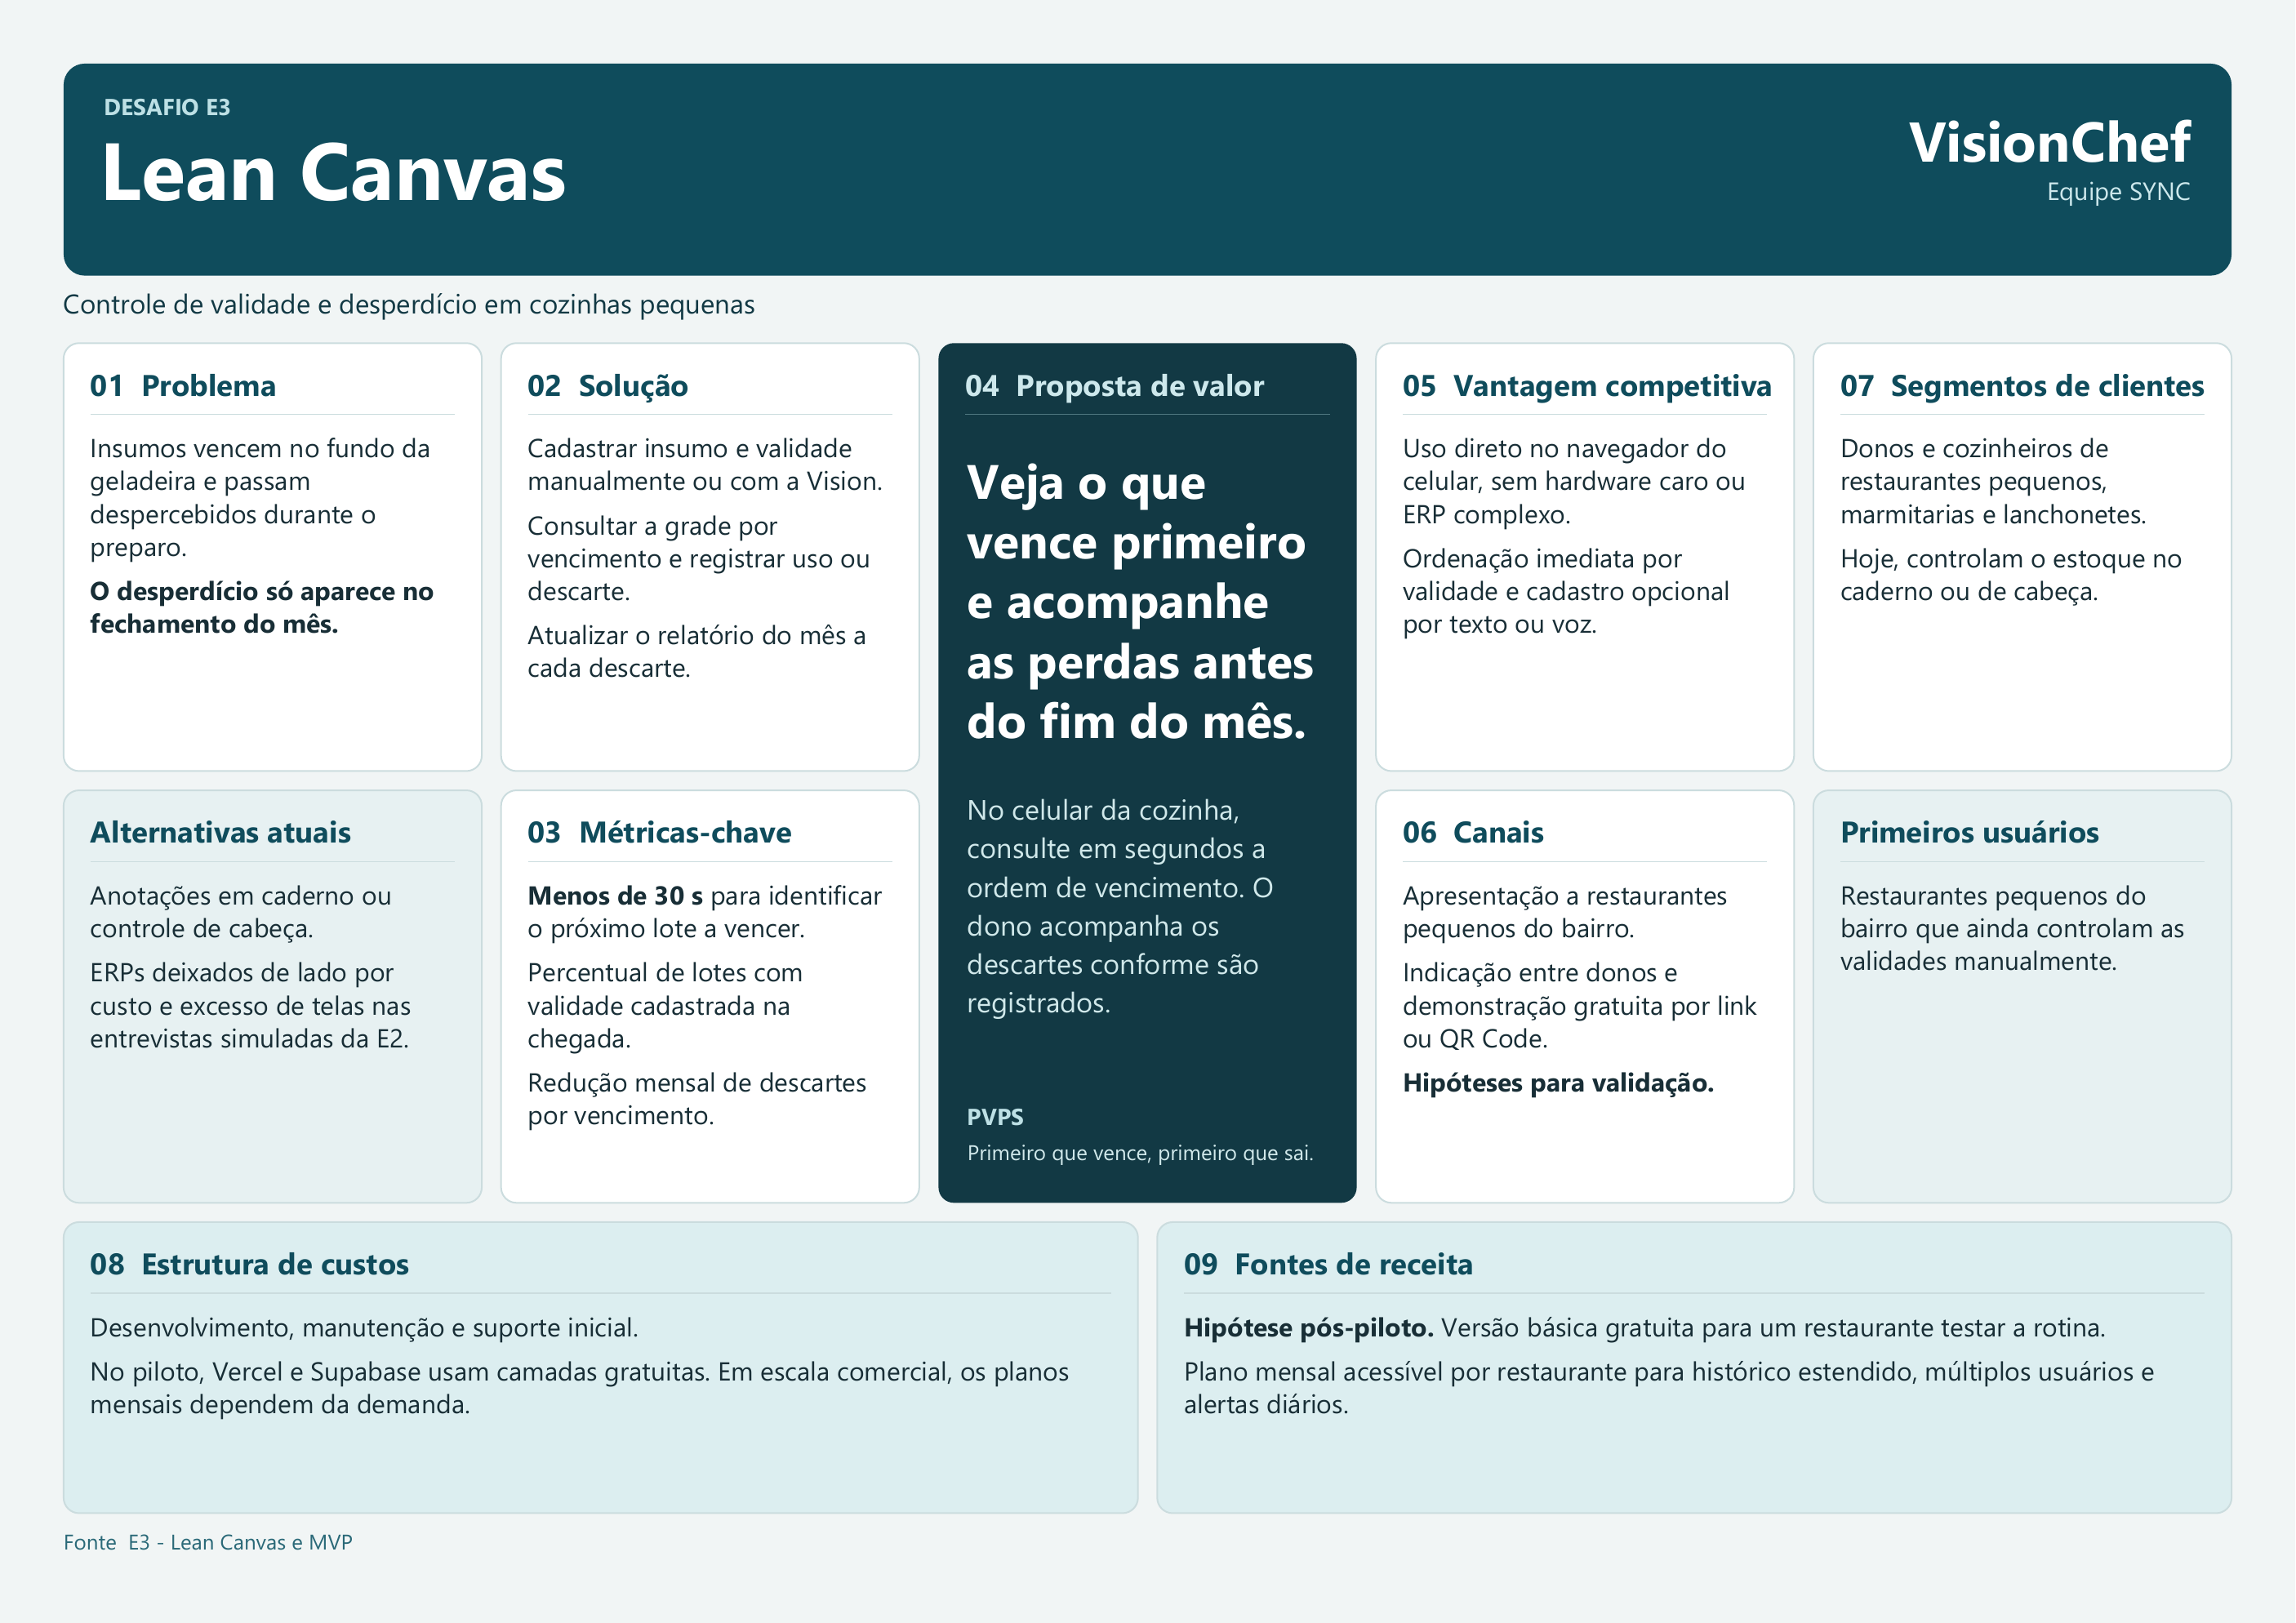 DESAFIO E3
Lean Canvas
VisionChef
Equipe SYNC
Controle de validade e desperdício em cozinhas pequenas
01 Problema
Insumos vencem no fundo da
geladeira e passam
despercebidos durante o
preparo.
O desperdício só aparece no
fechamento do mês.
02 Solução
Cadastrar insumo e validade
manualmente ou com a Vision.
Consultar a grade por
vencimento e registrar uso ou
descarte.
Atualizar o relatório do mês a
cada descarte.
04 Proposta de valor
Veja o que
vence primeiro
e acompanhe
as perdas antes
do fim do mês.
No celular da cozinha,
consulte em segundos a
ordem de vencimento. O
dono acompanha os
descartes conforme são
registrados.
PVPS
Primeiro que vence, primeiro que sai.
05 Vantagem competitiva
Uso direto no navegador do
celular, sem hardware caro ou
ERP complexo.
Ordenação imediata por
validade e cadastro opcional
por texto ou voz.
07 Segmentos de clientes
Donos e cozinheiros de
restaurantes pequenos,
marmitarias e lanchonetes.
Hoje, controlam o estoque no
caderno ou de cabeça.
Alternativas atuais
Anotações em caderno ou
controle de cabeça.
ERPs deixados de lado por
custo e excesso de telas nas
entrevistas simuladas da E2.
03 Métricas-chave
Menos de 30 s para identificar
o próximo lote a vencer.
Percentual de lotes com
validade cadastrada na
chegada.
Redução mensal de descartes
por vencimento.
06 Canais
Apresentação a restaurantes
pequenos do bairro.
Indicação entre donos e
demonstração gratuita por link
ou QR Code.
Hipóteses para validação.
Primeiros usuários
Restaurantes pequenos do
bairro que ainda controlam as
validades manualmente.
08 Estrutura de custos
Desenvolvimento, manutenção e suporte inicial.
No piloto, Vercel e Supabase usam camadas gratuitas. Em escala comercial, os planos
mensais dependem da demanda.
09 Fontes de receita
Hipótese pós-piloto. Versão básica gratuita para um restaurante testar a rotina.
Plano mensal acessível por restaurante para histórico estendido, múltiplos usuários e
alertas diários.
Fonte E3 - Lean Canvas e MVP